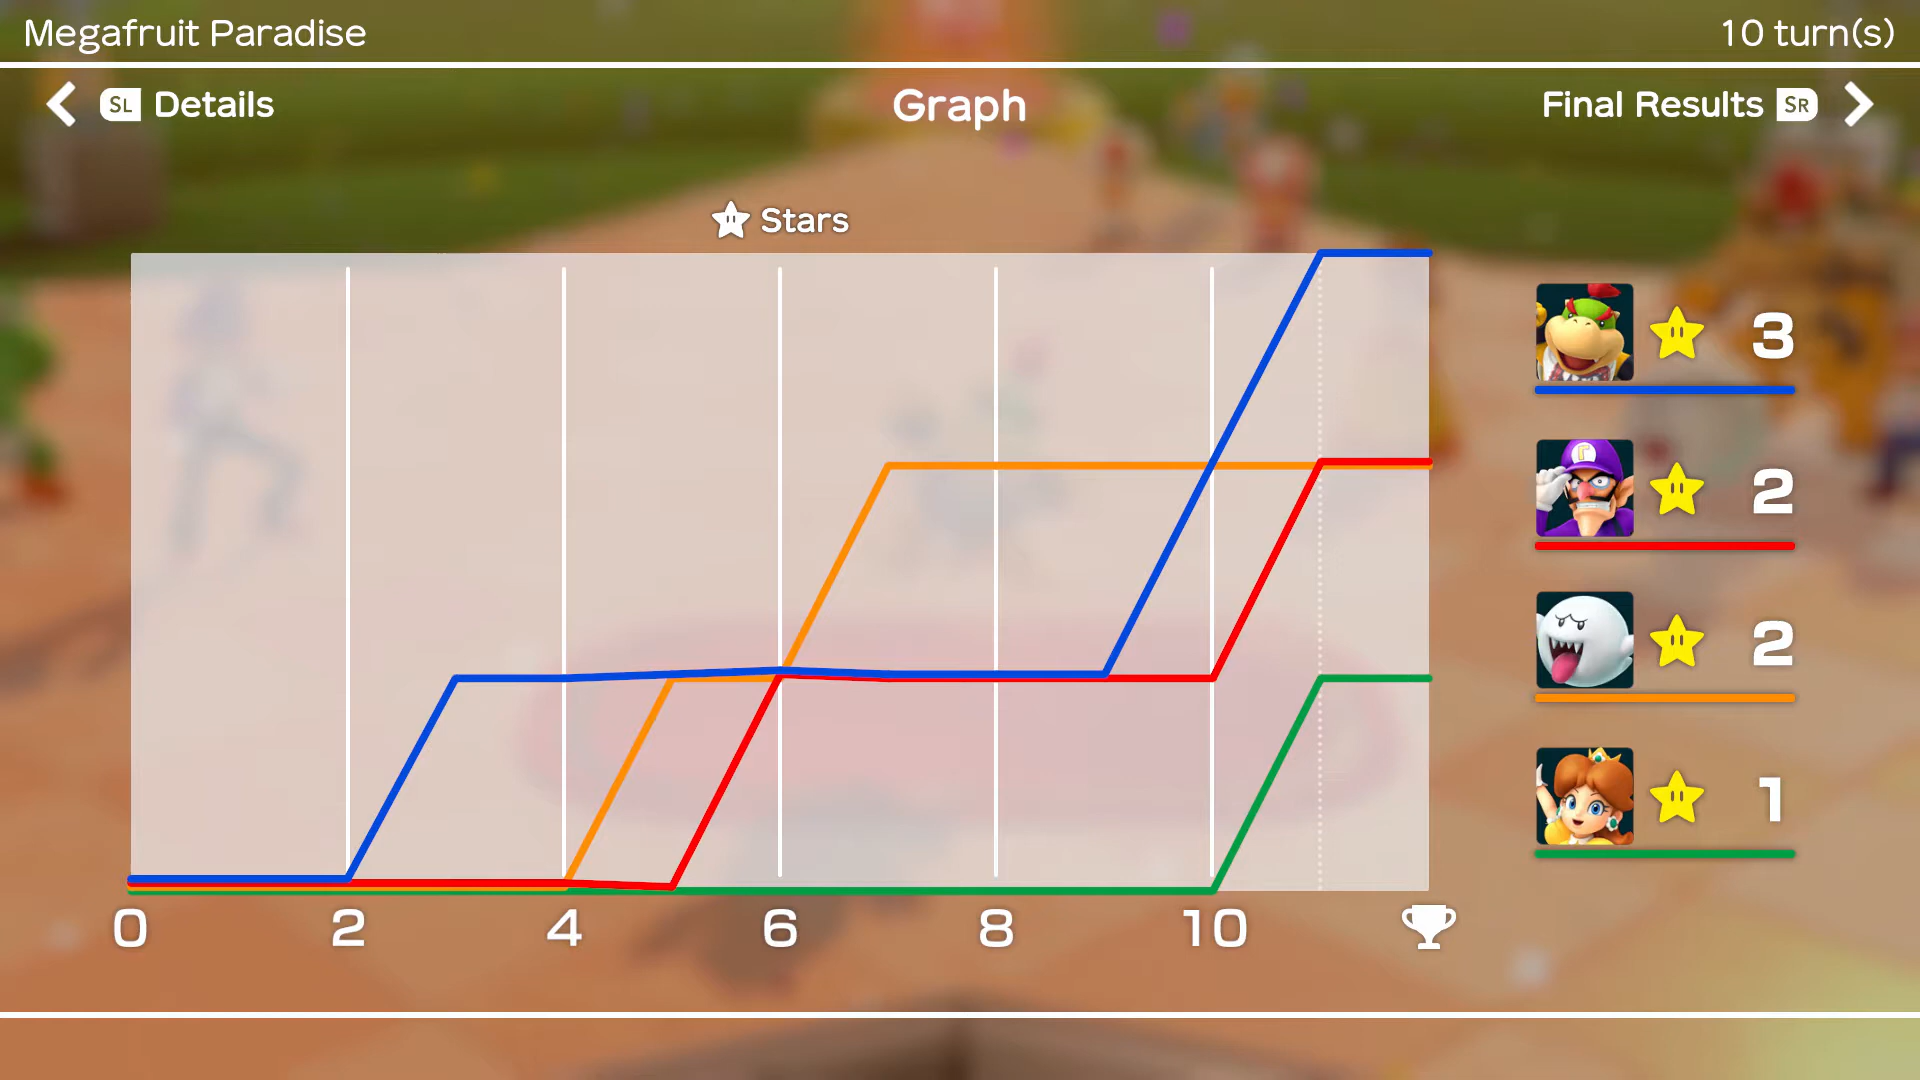 Megafruit Paradise
10 turn(s)
SL Details
Graph
Final Results SR
Stars
3
2
2
1
0 2 4 6 8 10